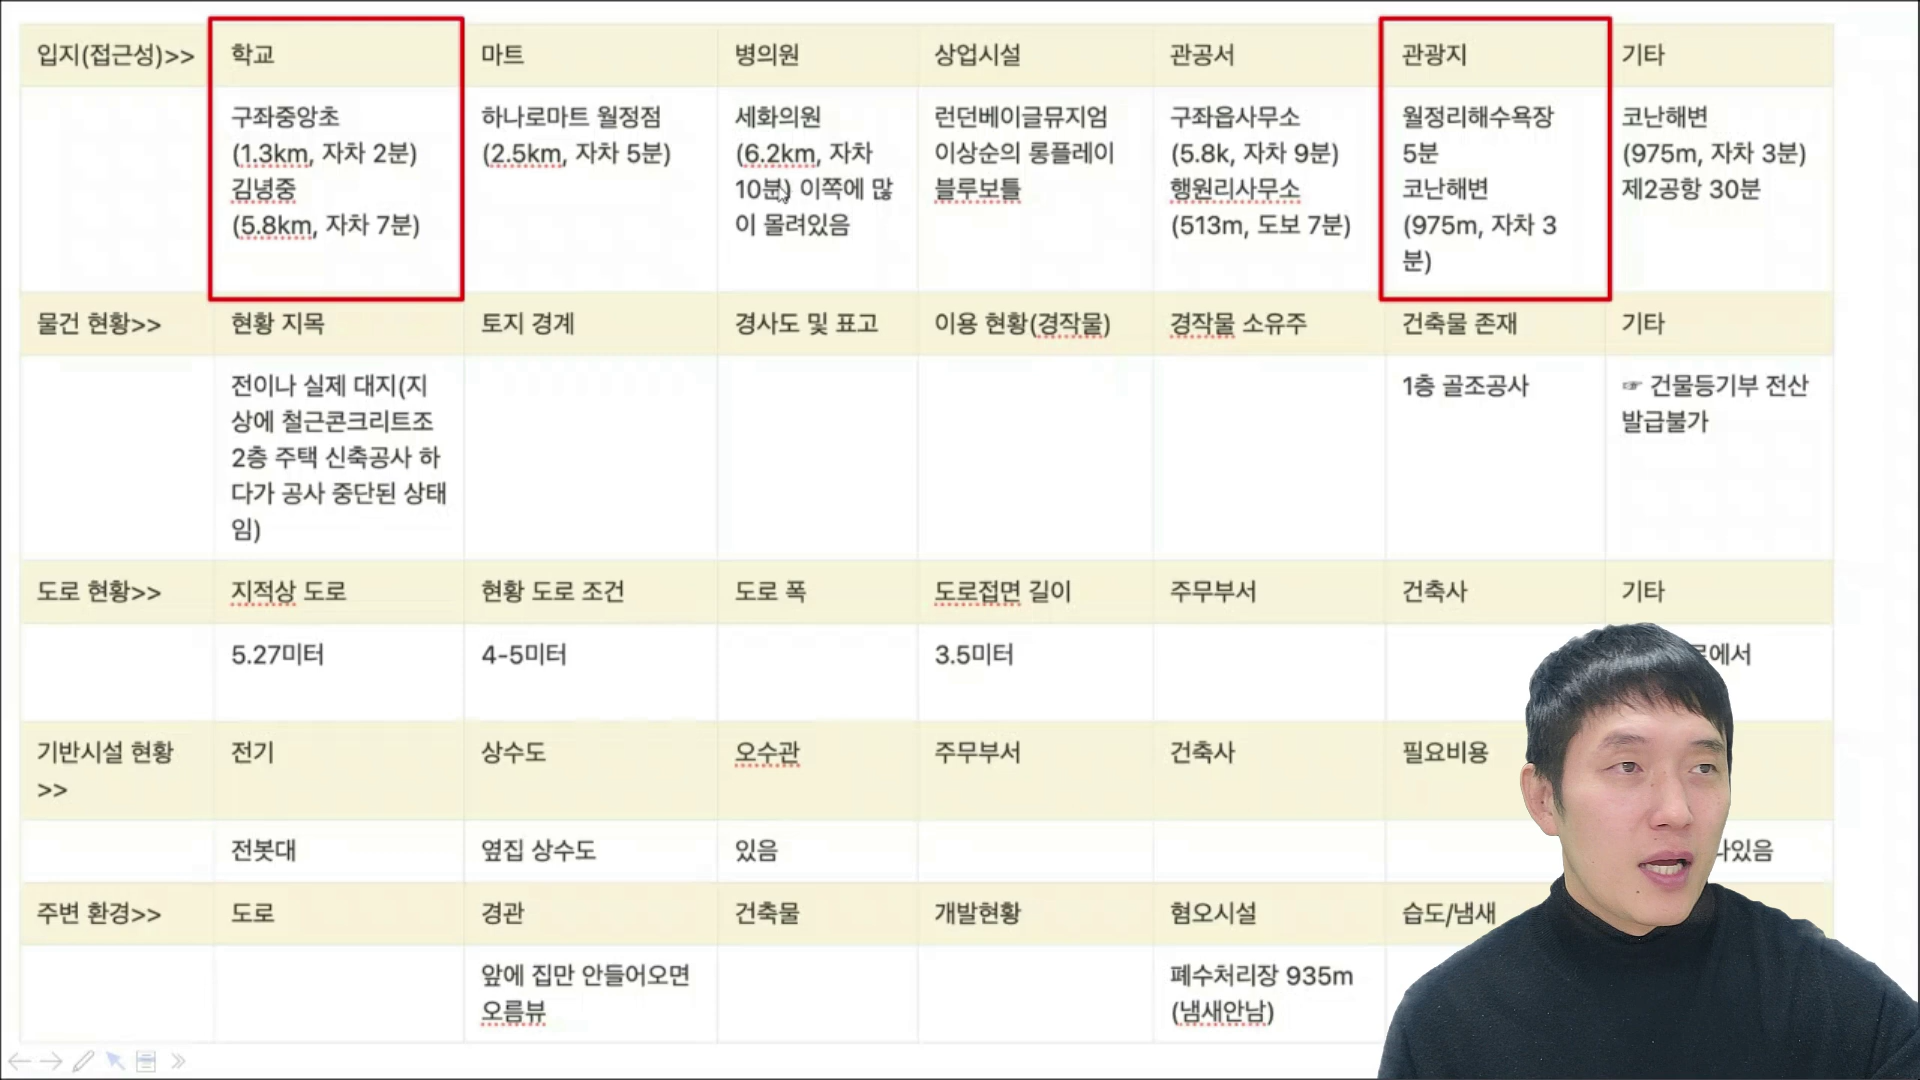 입지(접근성)>>
학교
마트
병의원
상업시설
관공서
관광지
기타
구좌중앙초
(1.3km, 자차 2분)
김녕중
(5.8km, 자차 7분)
하나로마트 월정점
(2.5km, 자차 5분)
세화의원
(6.2km, 자차
10분) 이쪽에 많
이 몰려있음
런던베이글뮤지엄
이상순의 롱플레이
블루보틀
구좌읍사무소
(5.8k, 자차 9분)
행원리사무소
(513m, 도보 7분)
월정리해수욕장
5분
코난해변
(975m, 자차 3
분)
코난해변
(975m, 자차 3분)
제2공항 30분
물건 현황>>
현황 지목
토지 경계
경사도 및 표고
이용 현황(경작물)
경작물 소유주
건축물 존재
기타
전이나 실제 대지(지
상에 철근콘크리트조
2층 주택 신축공사 하
다가 공사 중단된 상태
임)
1층 골조공사
☞ 건물등기부 전산
발급불가
도로 현황>>
지적상 도로
현황 도로 조건
도로 폭
도로접면 길이
주무부서
건축사
기타
5.27미터
4-5미터
3.5미터
에서
기반시설 현황
>>
전기
상수도
오수관
주무부서
건축사
필요비용
전봇대
옆집 상수도
있음
나있음
주변 환경>>
도로
경관
건축물
개발현황
혐오시설
습도/냄새
앞에 집만 안들어오면
오름뷰
폐수처리장 935m
(냄새안남)